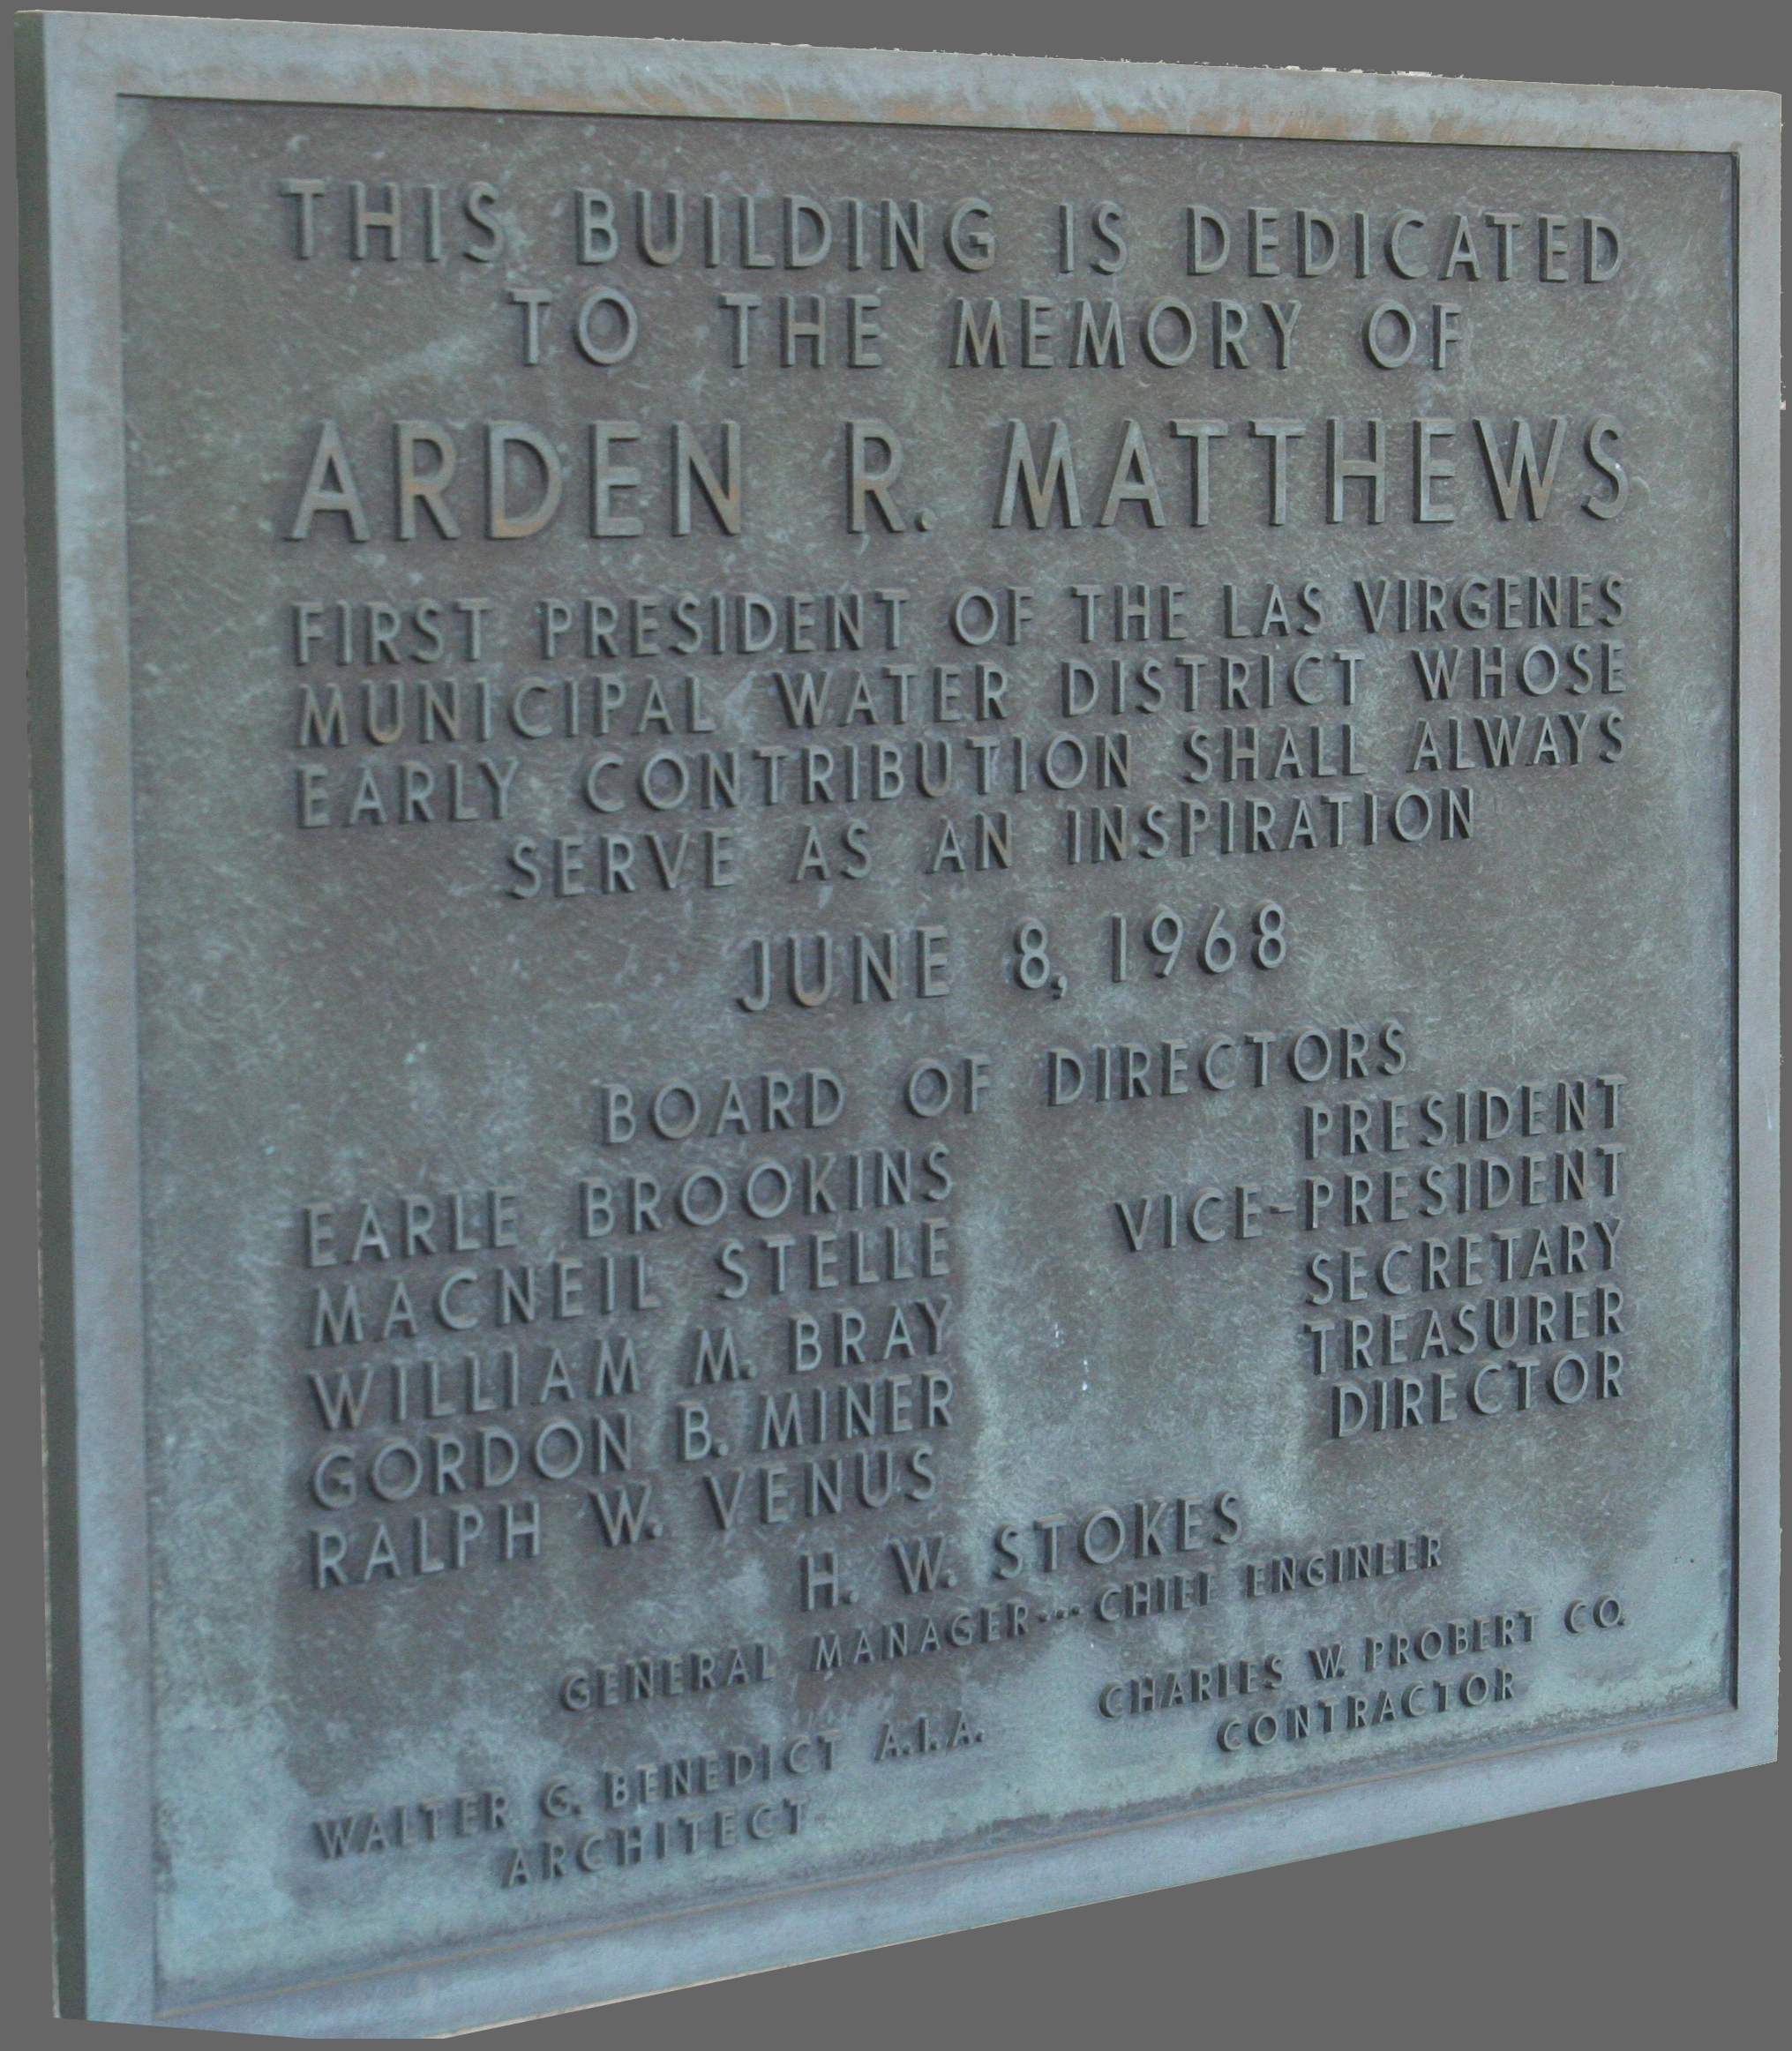 THIS BUILDING IS DEDICATED
TO THE MEMORY OF
ARDEN R. MATTHEWS
FIRST PRESIDENT OF THE LAS VIRGENES
MUNICIPAL WATER DISTRICT WHOSE
EARLY CONTRIBUTION SHALL ALWAYS
SERVE AS AN INSPIRATION
JUNE 8, 1968
BOARD OF DIRECTORS
EARLE BROOKINS PRESIDENT
MACNEIL STELLE VICE-PRESIDENT
WILLIAM M. BRAY SECRETARY
GORDON B. MINER TREASURER
RALPH W. VENUS DIRECTOR
H. W. STOKES
GENERAL MANAGER---CHIEF ENGINEER
WALTER G. BENEDICT A.I.A.
ARCHITECT
CHARLES W. PROBERT CO.
CONTRACTOR